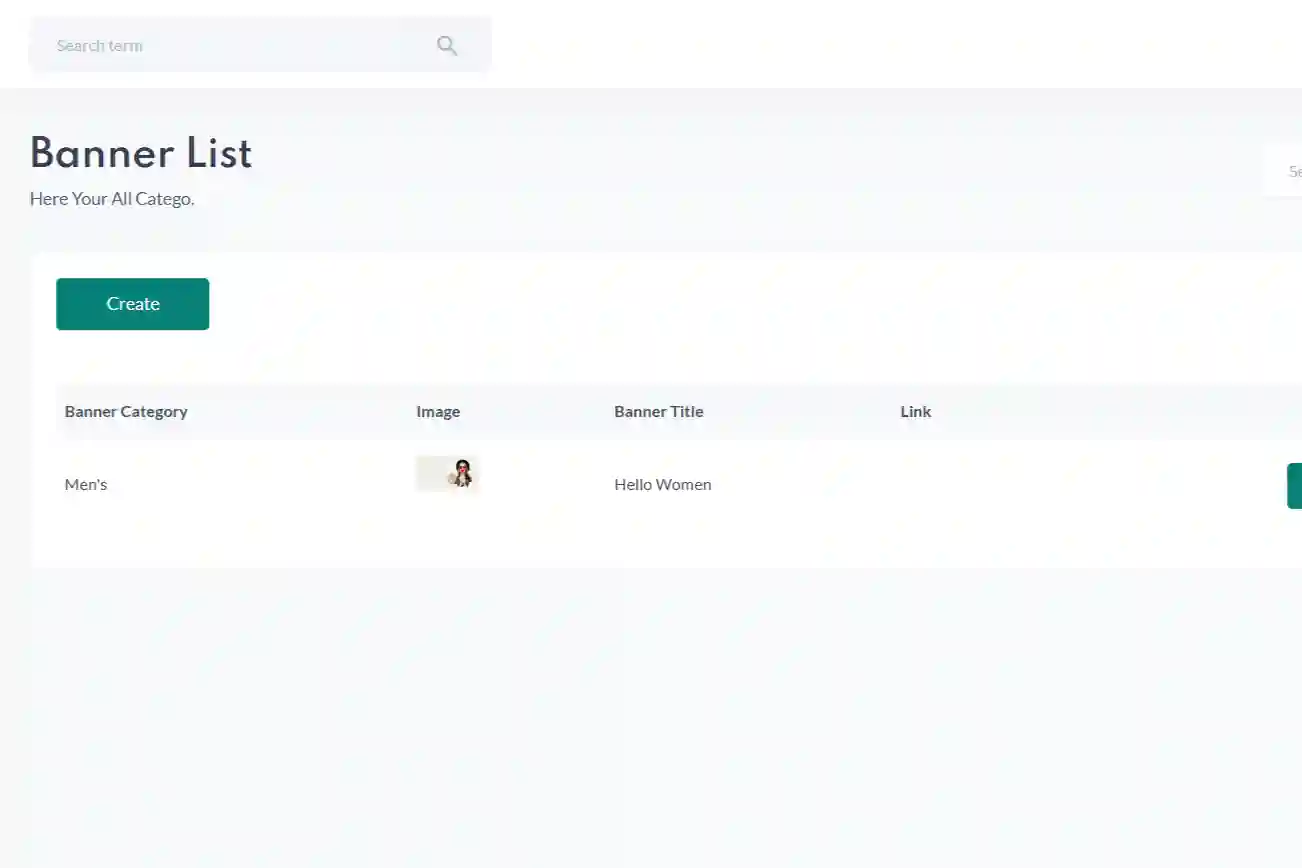 Search term
Banner List
Here Your All Catego.
Se
Create
Banner Category Image Banner Title Link
Men's Hello Women